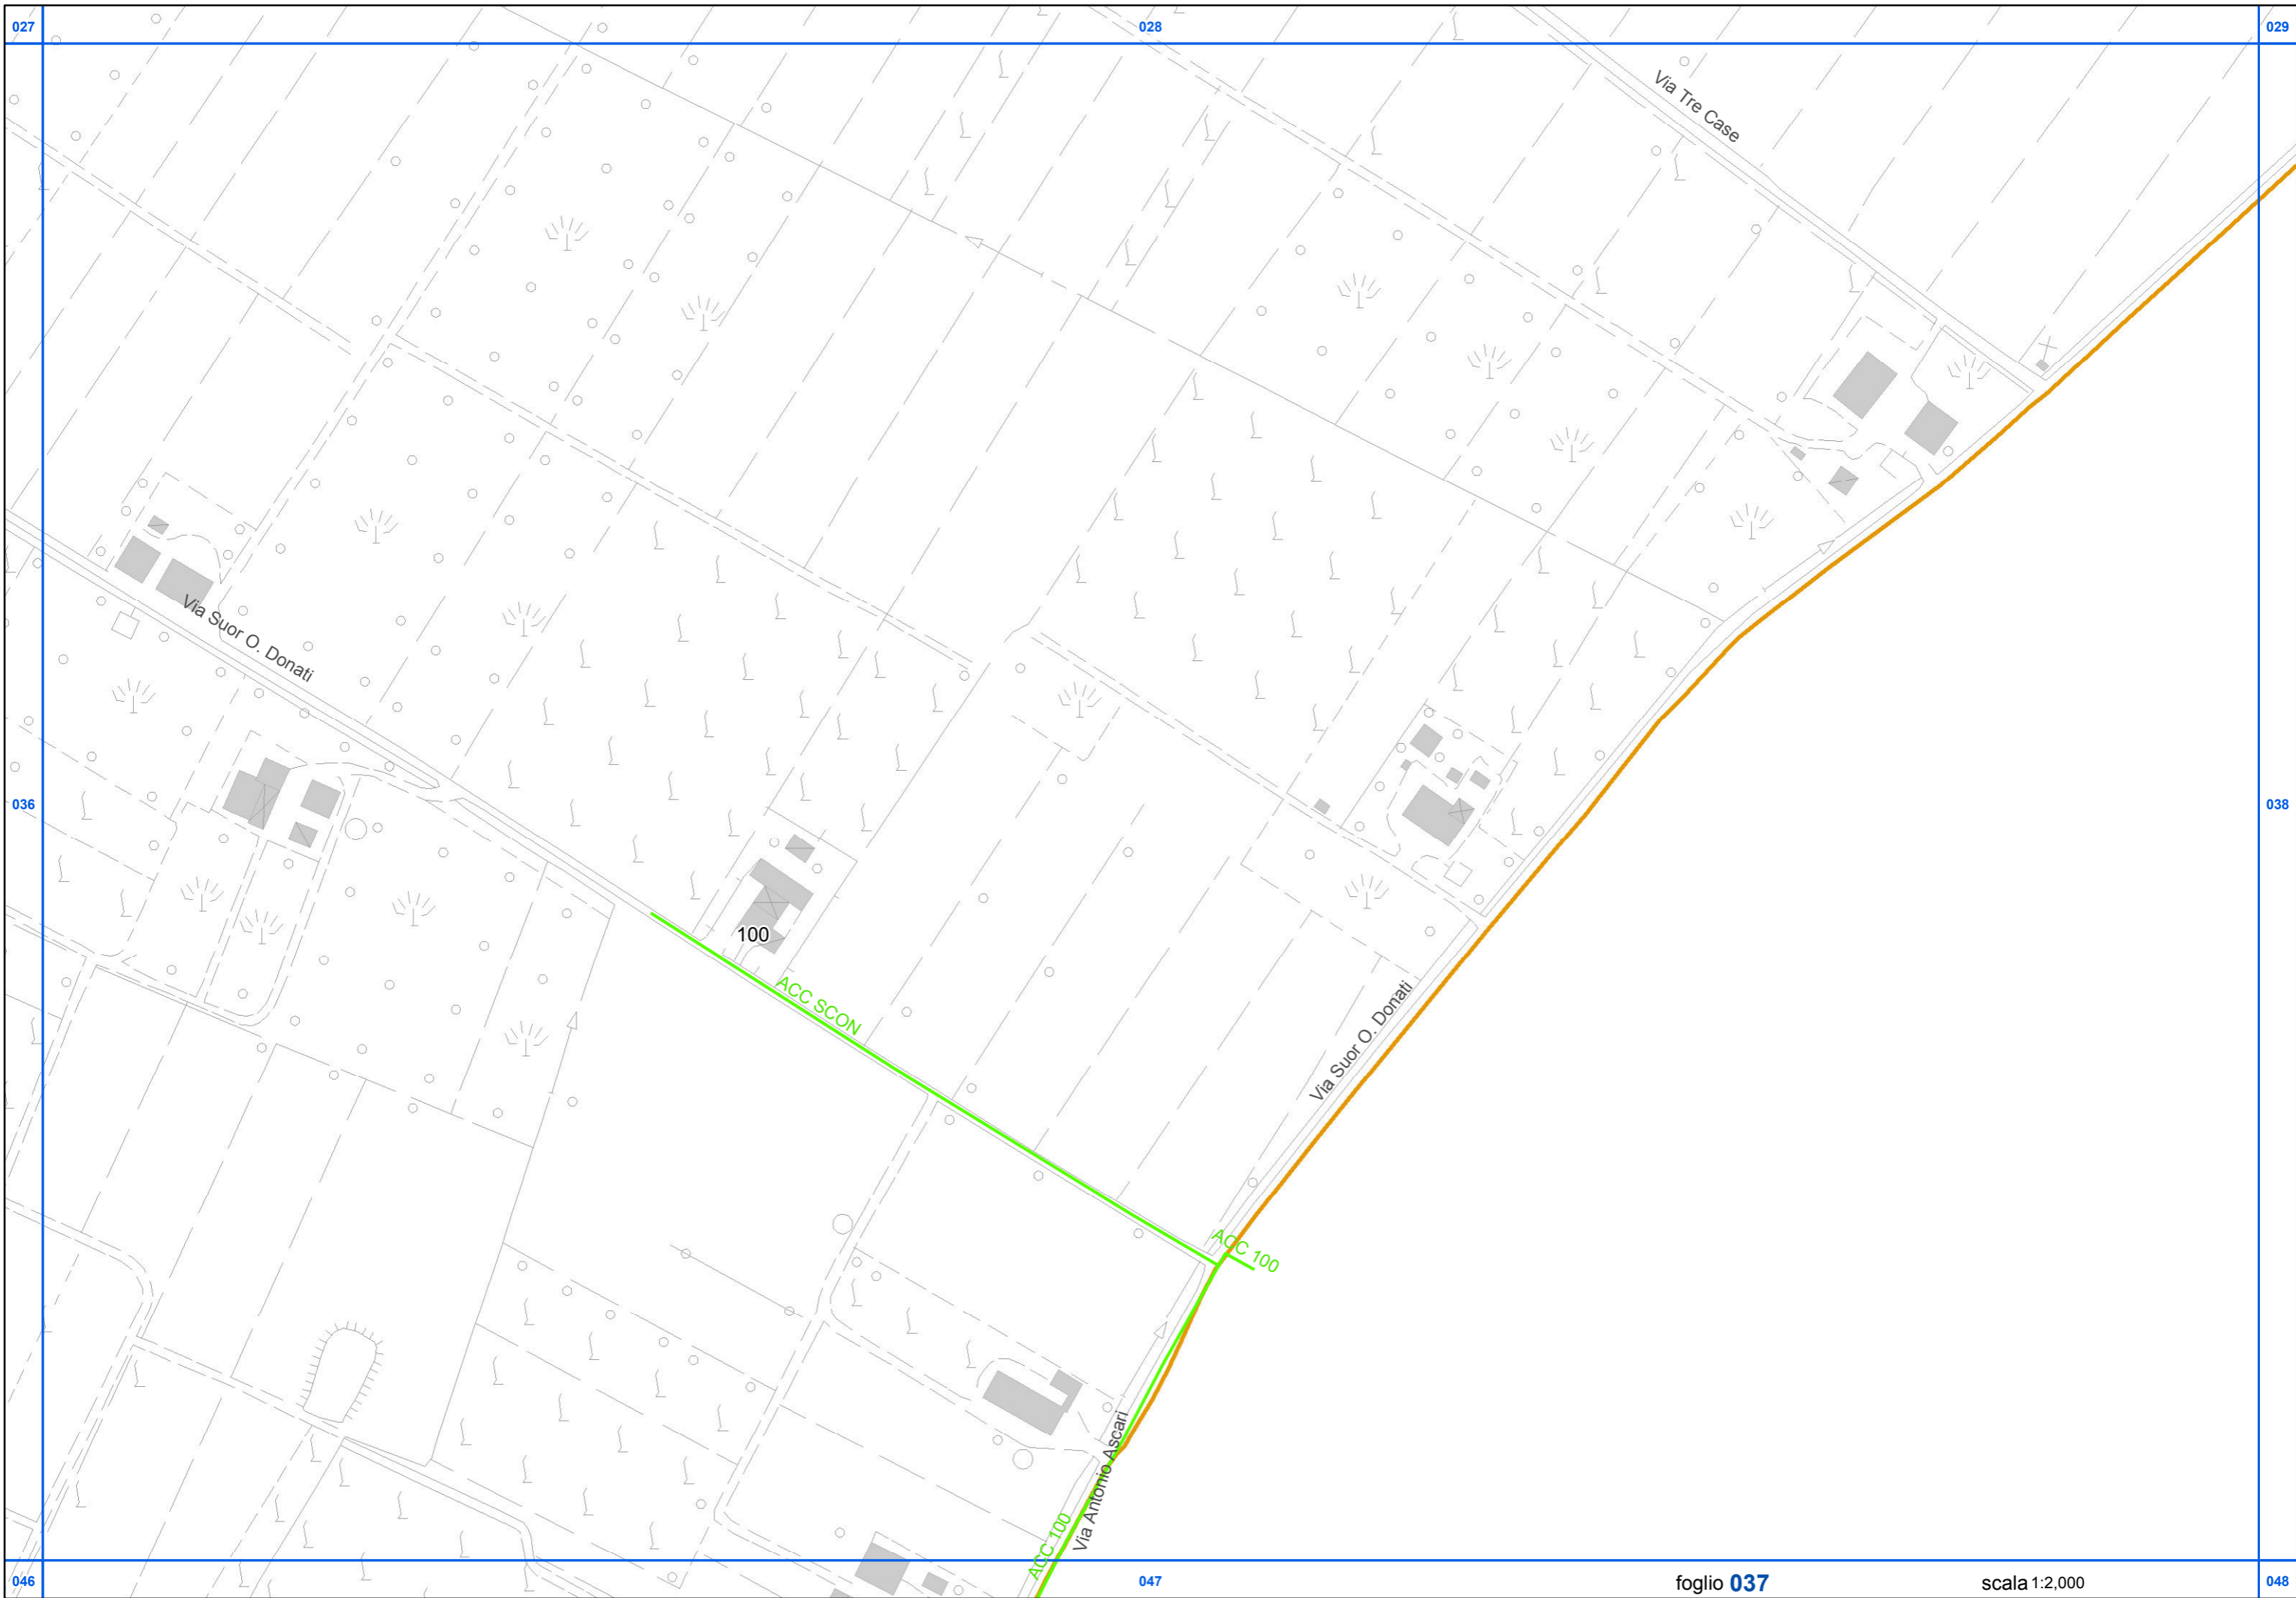 027
028
029
Via Tre Case
Via Suor O. Donati
036
038
100
ACC SCON
Via Suor O. Donati
ACC 100
Via Antonio Ascari
ACC 100
046
047
foglio 037
scala 1:2,000
048